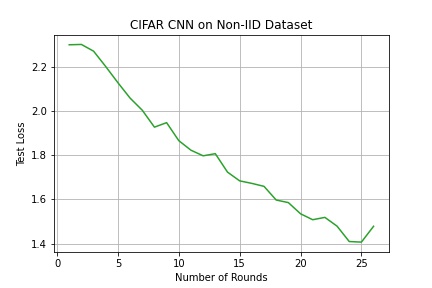 CIFAR CNN on Non-IID Dataset
2.2
2.0
1.8
1.6
1.4
Test Loss
0 5 10 15 20 25
Number of Rounds